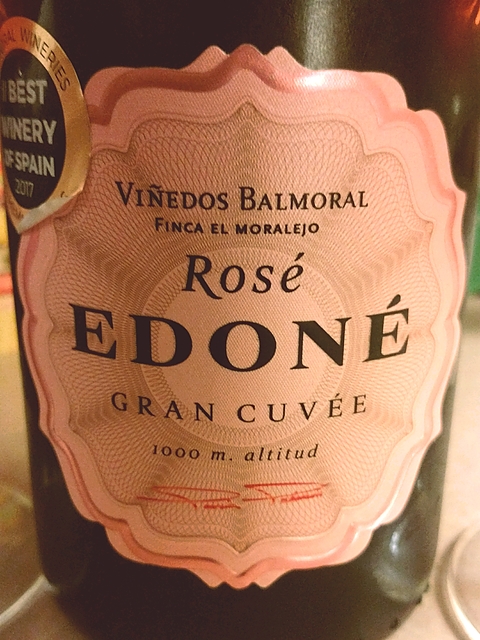 BEST
WINERY
OF SPAIN
2017
WINERIES
VIÑEDOS BALMORAL
FINCA EL MORALEJO
Rosé
EDONÉ
GRAN CUVÉE
1000 m. altitud